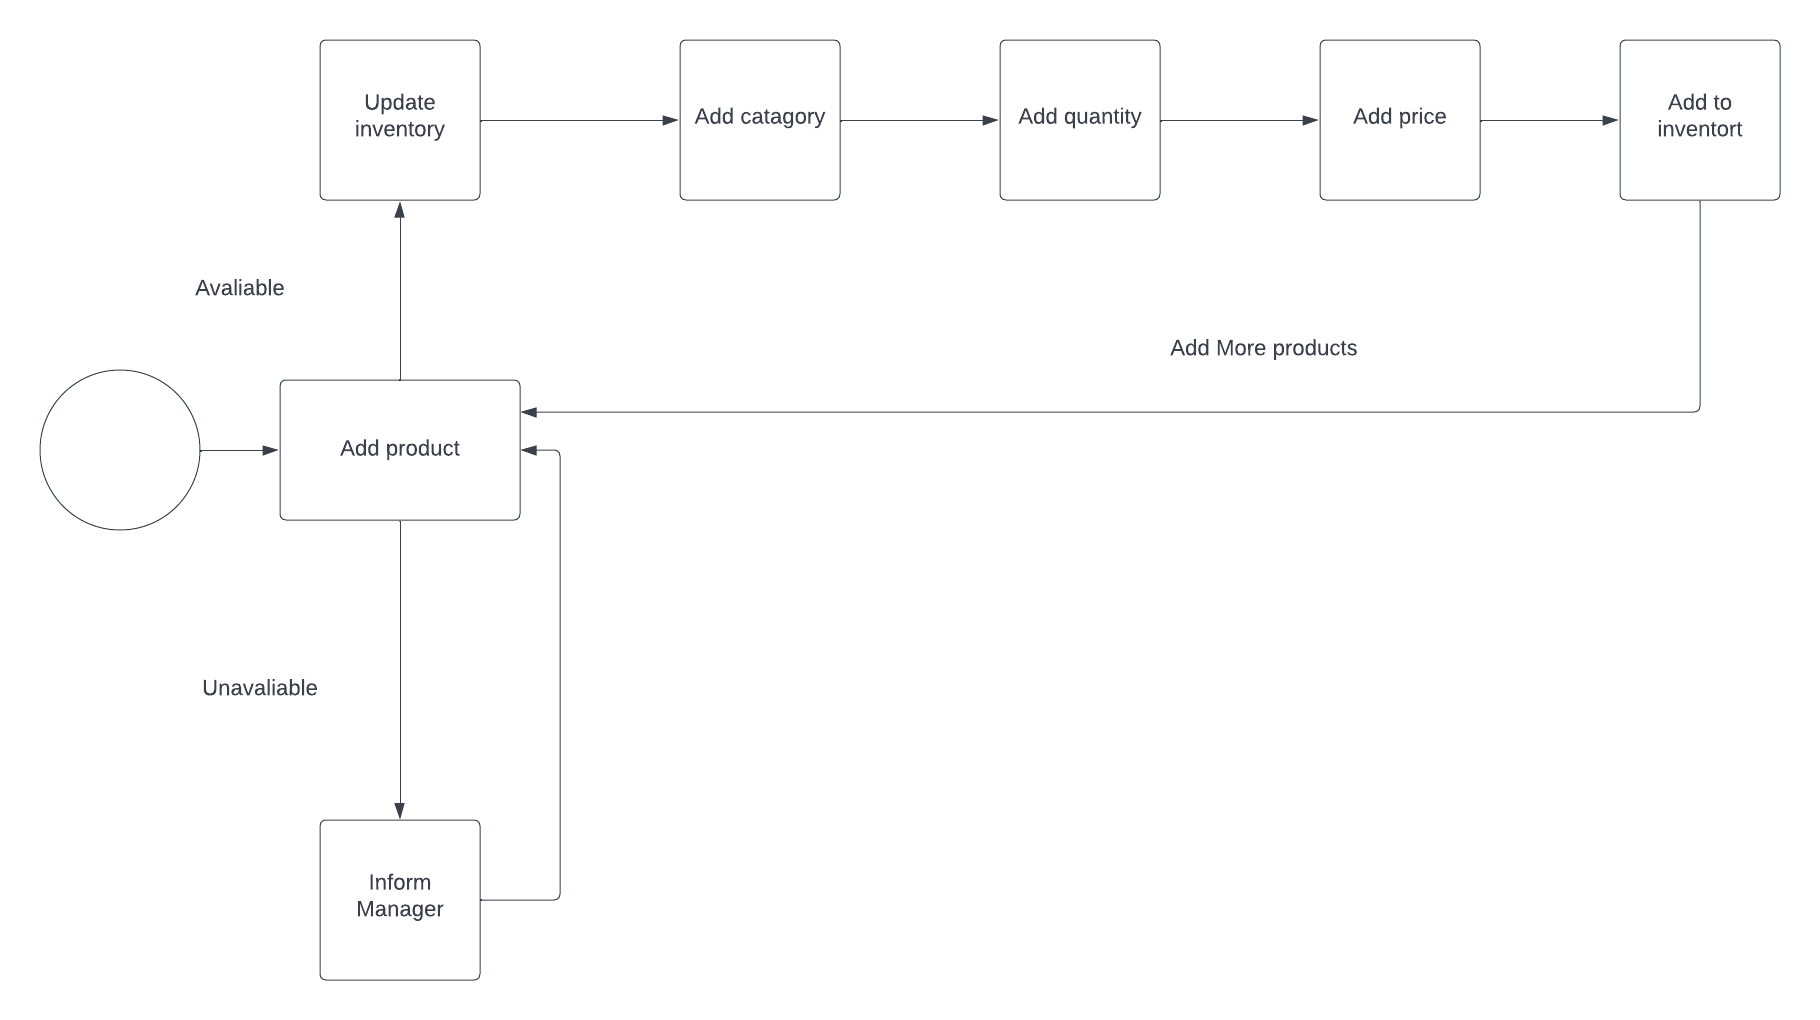 Update
inventory
Add catagory
Add quantity
Add price
Add to
inventort
Avaliable
Add More products
Add product
Unavaliable
Inform
Manager